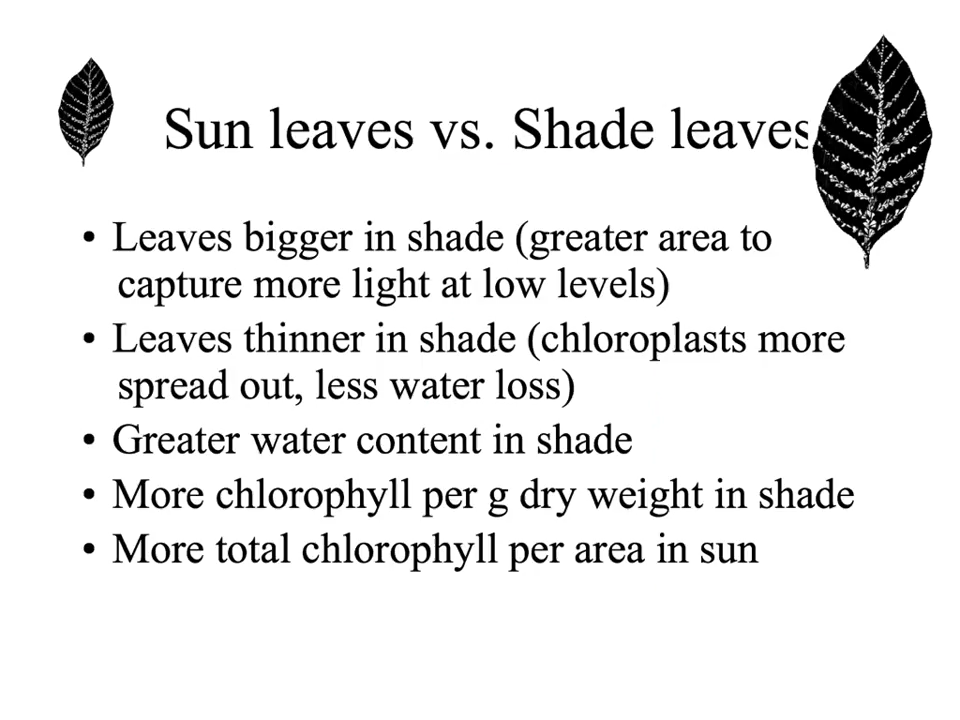 Sun leaves vs. Shade leaves
• Leaves bigger in shade (greater area to
capture more light at low levels)
• Leaves thinner in shade (chloroplasts more
spread out, less water loss)
• Greater water content in shade
• More chlorophyll per g dry weight in shade
• More total chlorophyll per area in sun